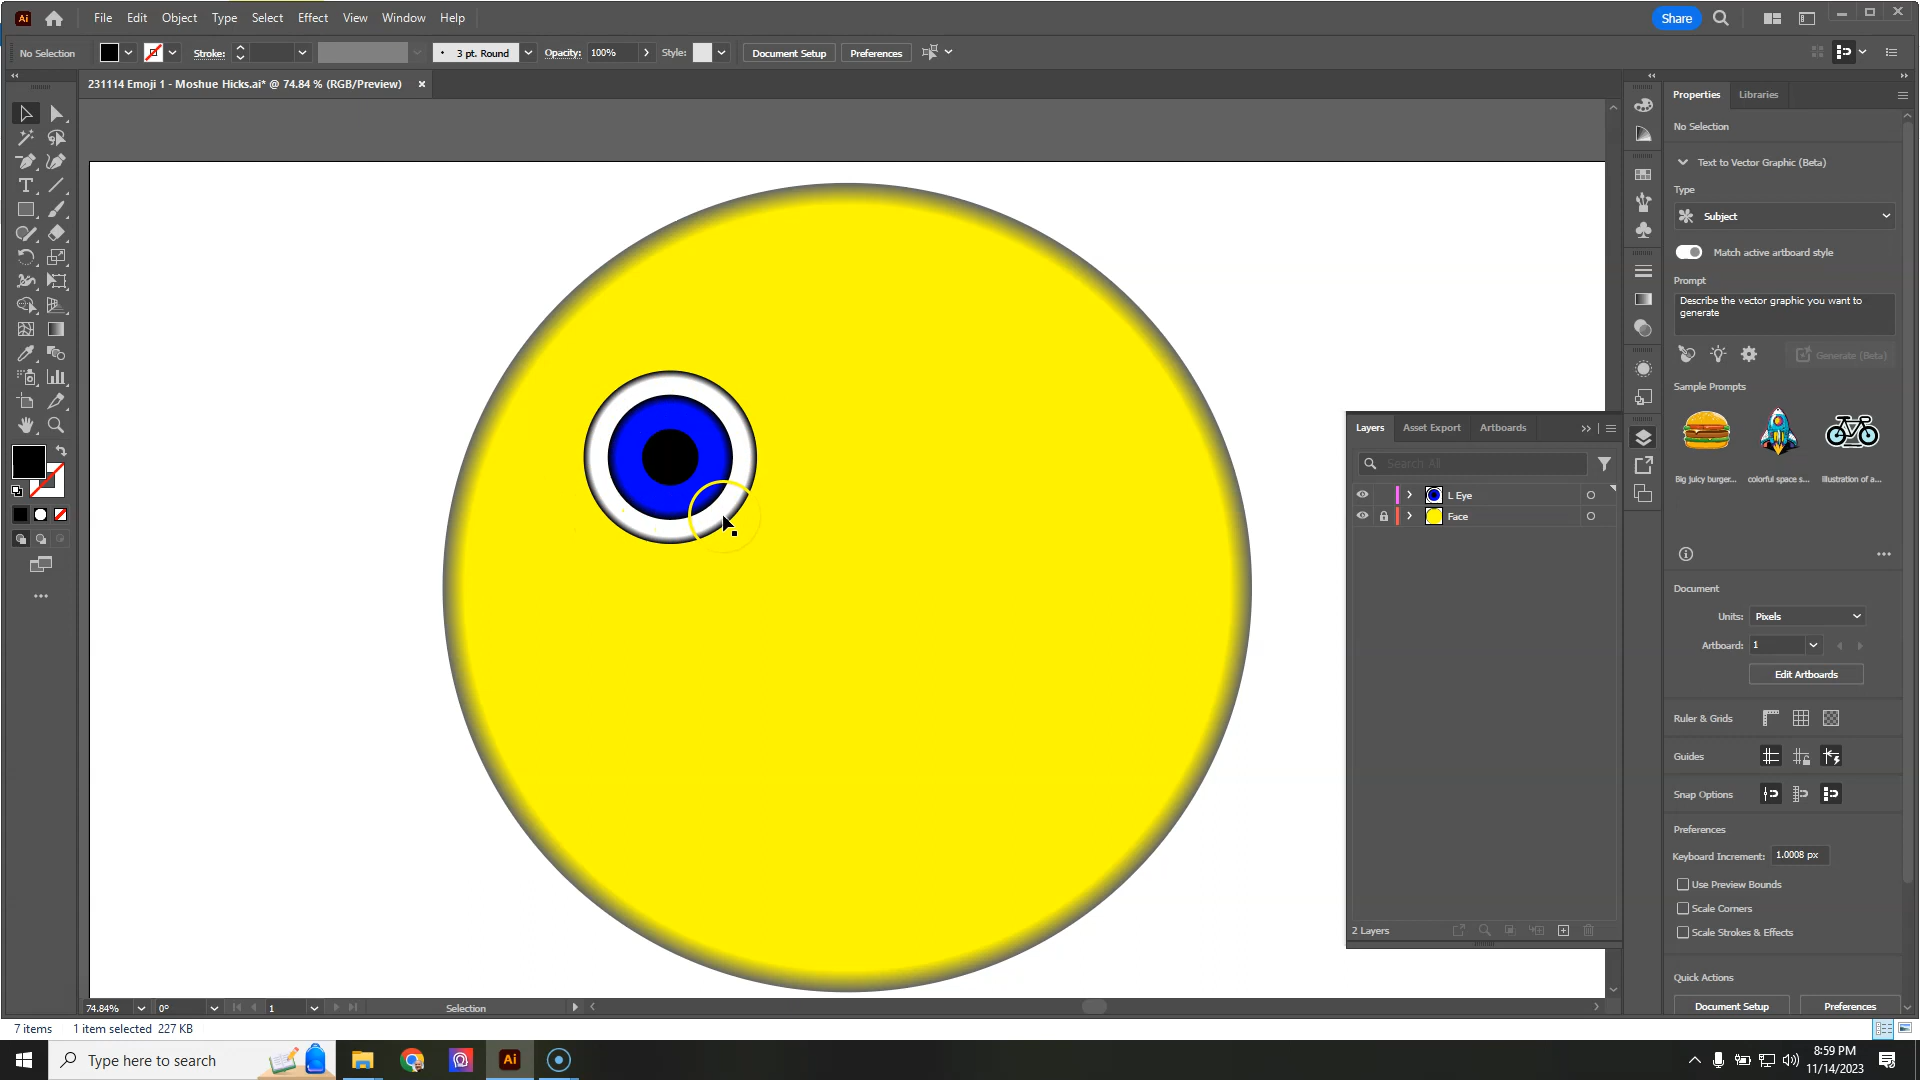 Ai File Edit Object Type Select Effect View Window Help Share
No Selection Stroke: 3 pt. Round Opacity: 100% Style: Document Setup Preferences
231114 Emoji 1 - Moshue Hicks.ai* @ 74.84 % (RGB/Preview)
Properties Libraries
No Selection
Text to Vector Graphic (Beta)
Type
Subject
Match active artboard style
Prompt
Describe the vector graphic you want to
generate
Generate (Beta)
Sample Prompts
Big juicy burger... colorful space s... Illustration of a...
Layers Asset Export Artboards
Search All
L Eye
Face
2 Layers
Document
Units: Pixels
Artboard: 1
Edit Artboards
Ruler & Grids
Guides
Snap Options
Preferences
Keyboard Increment: 1.0008 px
Use Preview Bounds
Scale Corners
Scale Strokes & Effects
Quick Actions
Document Setup Preferences
74.84% 0° 1 Selection
7 items 1 item selected 227 KB
Type here to search
Ai
8:59 PM
11/14/2023